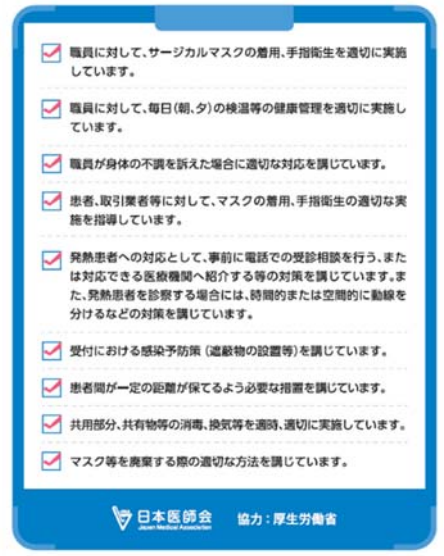 職員に対して、サージカルマスクの着用、手指衛生を適切に実施
しています。
職員に対して、毎日（朝、夕）の検温等の健康管理を適切に実施し
ています。
職員が身体の不調を訴えた場合に適切な対応を講じています。
患者、取引業者等に対して、マスクの着用、手指衛生の適切な実
施を指導しています。
発熱患者への対応として、事前に電話での受診相談を行う、また
は対応できる医療機関へ紹介する等の対策を講じています。ま
た、発熱患者を診察する場合には、時間的または空間的に動線を
分けるなどの対策を講じています。
受付における感染予防策（遮蔽物の設置等）を講じています。
患者間が一定の距離が保てるよう必要な措置を講じています。
共用部分、共有物等の消毒、換気等を適時、適切に実施しています。
マスク等を廃棄する際の適切な方法を講じています。
日本医師会 協力：厚生労働省
Japan Medical Association